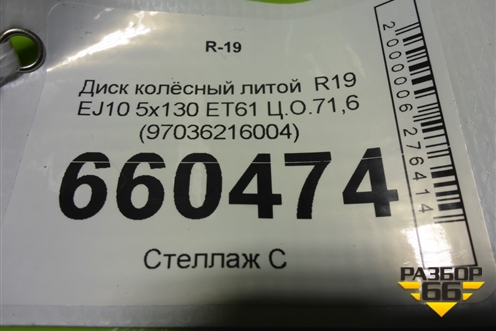 R-19
Диск колёсный литой R19
EJ10 5x130 ET61 Ц.О.71,6
(97036216004)
660474
Стеллаж С
2000006276414
РАЗБОР
66